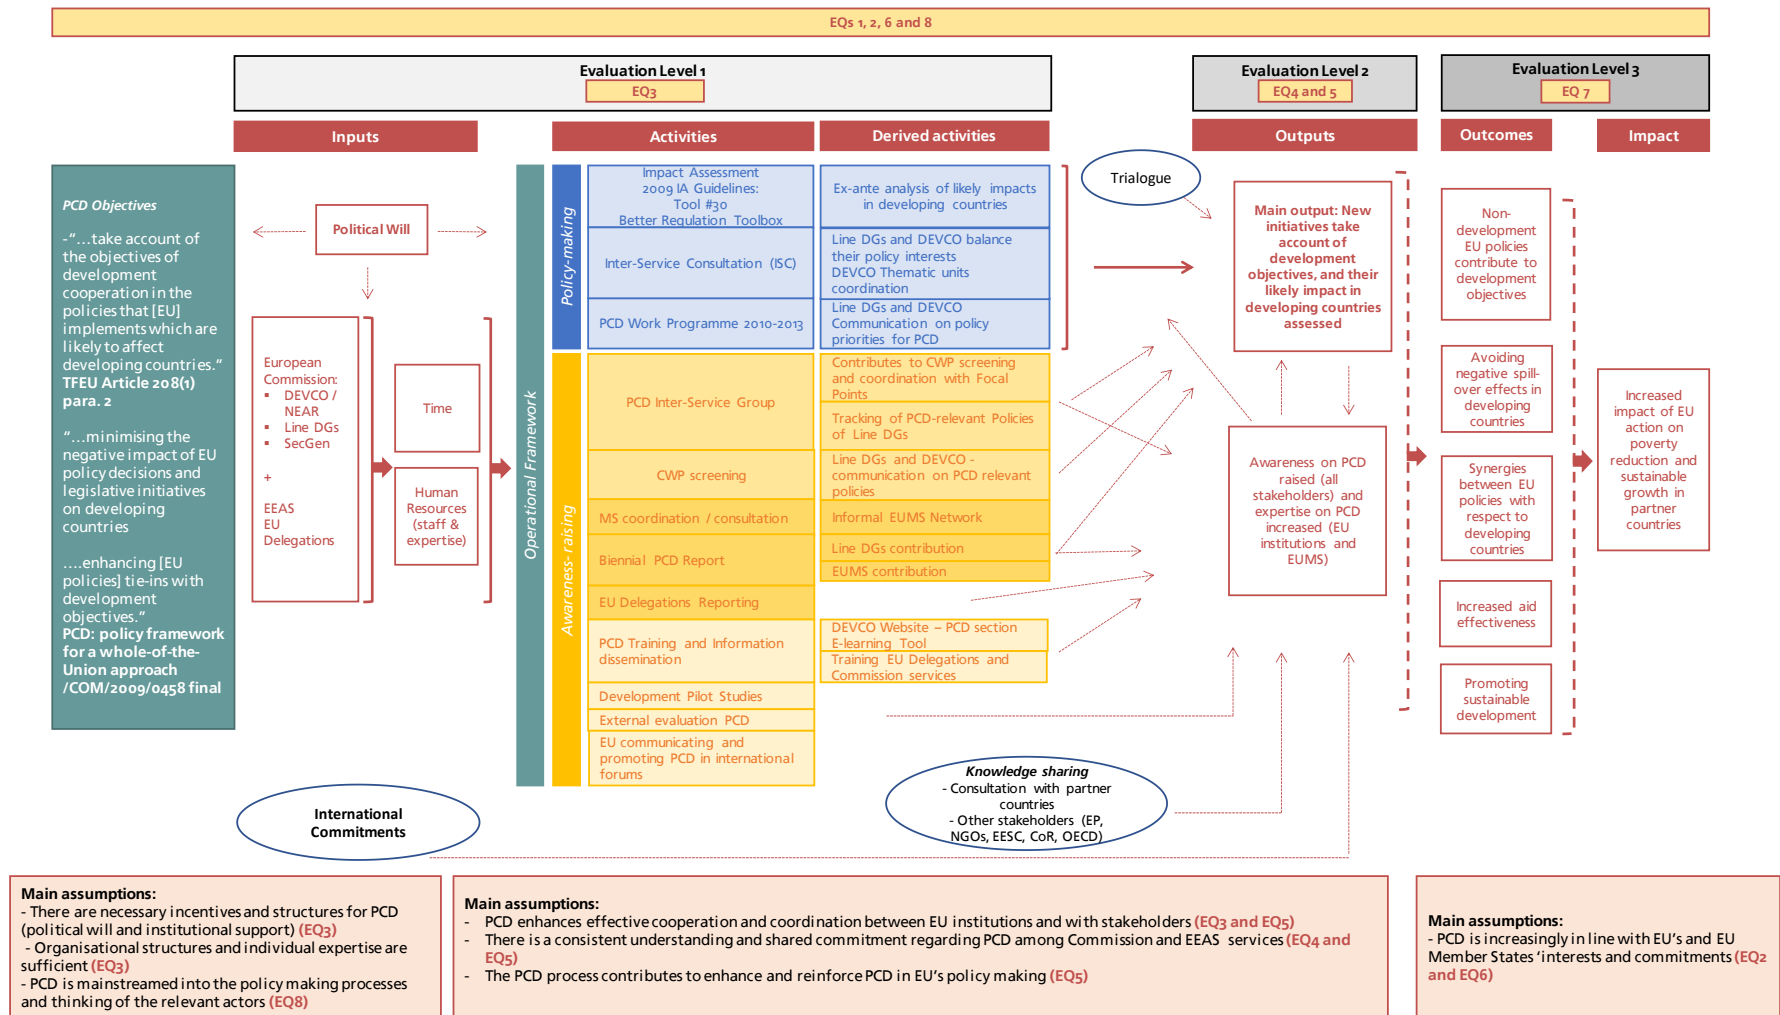 EQs 1, 2, 6 and 8
Evaluation Level 1
EQ3
Evaluation Level 2
EQ4 and 5
Evaluation Level 3
EQ 7
Inputs
Activities
Derived activities
Outputs
Outcomes
Impact
PCD Objectives
-“…take account of
the objectives of
development
cooperation in the
policies that [EU]
implements which are
likely to affect
developing countries.”
TFEU Article 208(1)
para. 2
“…minimising the
negative impact of EU
policy decisions and
legislative initiatives
on developing
countries
….enhancing [EU
policies] tie-ins with
development
objectives.”
PCD: policy framework
for a whole-of-the-
Union approach
/COM/2009/0458 final
Political Will
European
Commission:
▪ DEVCO /
NEAR
▪ Line DGs
▪ SecGen
+
EEAS
EU
Delegations
Time
Human
Resources
(staff &
expertise)
Operational Framework
Policy-making
Awareness-raising
Impact Assessment
2009 IA Guidelines:
Tool #30
Better Regulation Toolbox
Ex-ante analysis of likely impacts
in developing countries
Inter-Service Consultation (ISC)
Line DGs and DEVCO balance
their policy interests
DEVCO Thematic units
coordination
PCD Work Programme 2010-2013
Line DGs and DEVCO
Communication on policy
priorities for PCD
PCD Inter-Service Group
Contributes to CWP screening
and coordination with Focal
Points
Tracking of PCD-relevant Policies
of Line DGs
CWP screening
Line DGs and DEVCO -
communication on PCD relevant
policies
MS coordination / consultation
Informal EUMS Network
Biennial PCD Report
Line DGs contribution
EUMS contribution
EU Delegations Reporting
PCD Training and Information
dissemination
DEVCO Website – PCD section
E-learning Tool
Training EU Delegations and
Commission services
Development Pilot Studies
External evaluation PCD
EU communicating and
promoting PCD in international
forums
Trialogue
Main output: New
initiatives take
account of
development
objectives, and their
likely impact in
developing countries
assessed
Awareness on PCD
raised (all
stakeholders) and
expertise on PCD
increased (EU
institutions and
EUMS)
Non-
development
EU policies
contribute to
development
objectives
Avoiding
negative spill-
over effects in
developing
countries
Synergies
between EU
policies with
respect to
developing
countries
Increased aid
effectiveness
Promoting
sustainable
development
Increased
impact of EU
action on
poverty
reduction and
sustainable
growth in
partner
countries
International
Commitments
Knowledge sharing
- Consultation with partner
countries
- Other stakeholders (EP,
NGOs, EESC, CoR, OECD)
Main assumptions:
- There are necessary incentives and structures for PCD
(political will and institutional support) (EQ3)
- Organisational structures and individual expertise are
sufficient (EQ3)
- PCD is mainstreamed into the policy making processes
and thinking of the relevant actors (EQ8)
Main assumptions:
- PCD enhances effective cooperation and coordination between EU institutions and with stakeholders (EQ3 and EQ5)
- There is a consistent understanding and shared commitment regarding PCD among Commission and EEAS services (EQ4 and
EQ5)
- The PCD process contributes to enhance and reinforce PCD in EU’s policy making (EQ5)
Main assumptions:
- PCD is increasingly in line with EU’s and EU
Member States ‘interests and commitments (EQ2
and EQ6)